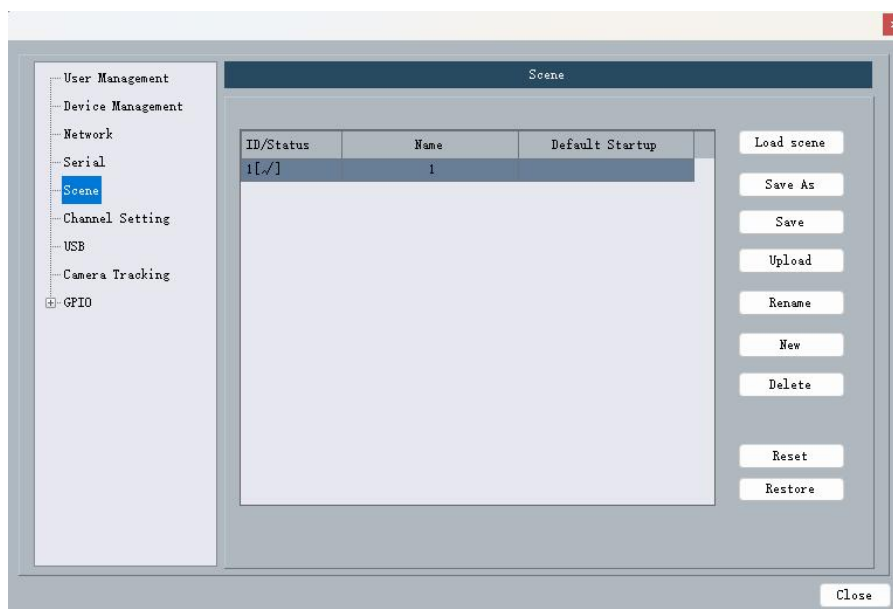 User Management
Device Management
Network
Serial
Scene
Channel Setting
USB
Camera Tracking
GPIO
Scene
ID/Status Name Default Startup
1[√] 1
Load scene
Save As
Save
Upload
Rename
New
Delete
Reset
Restore
Close